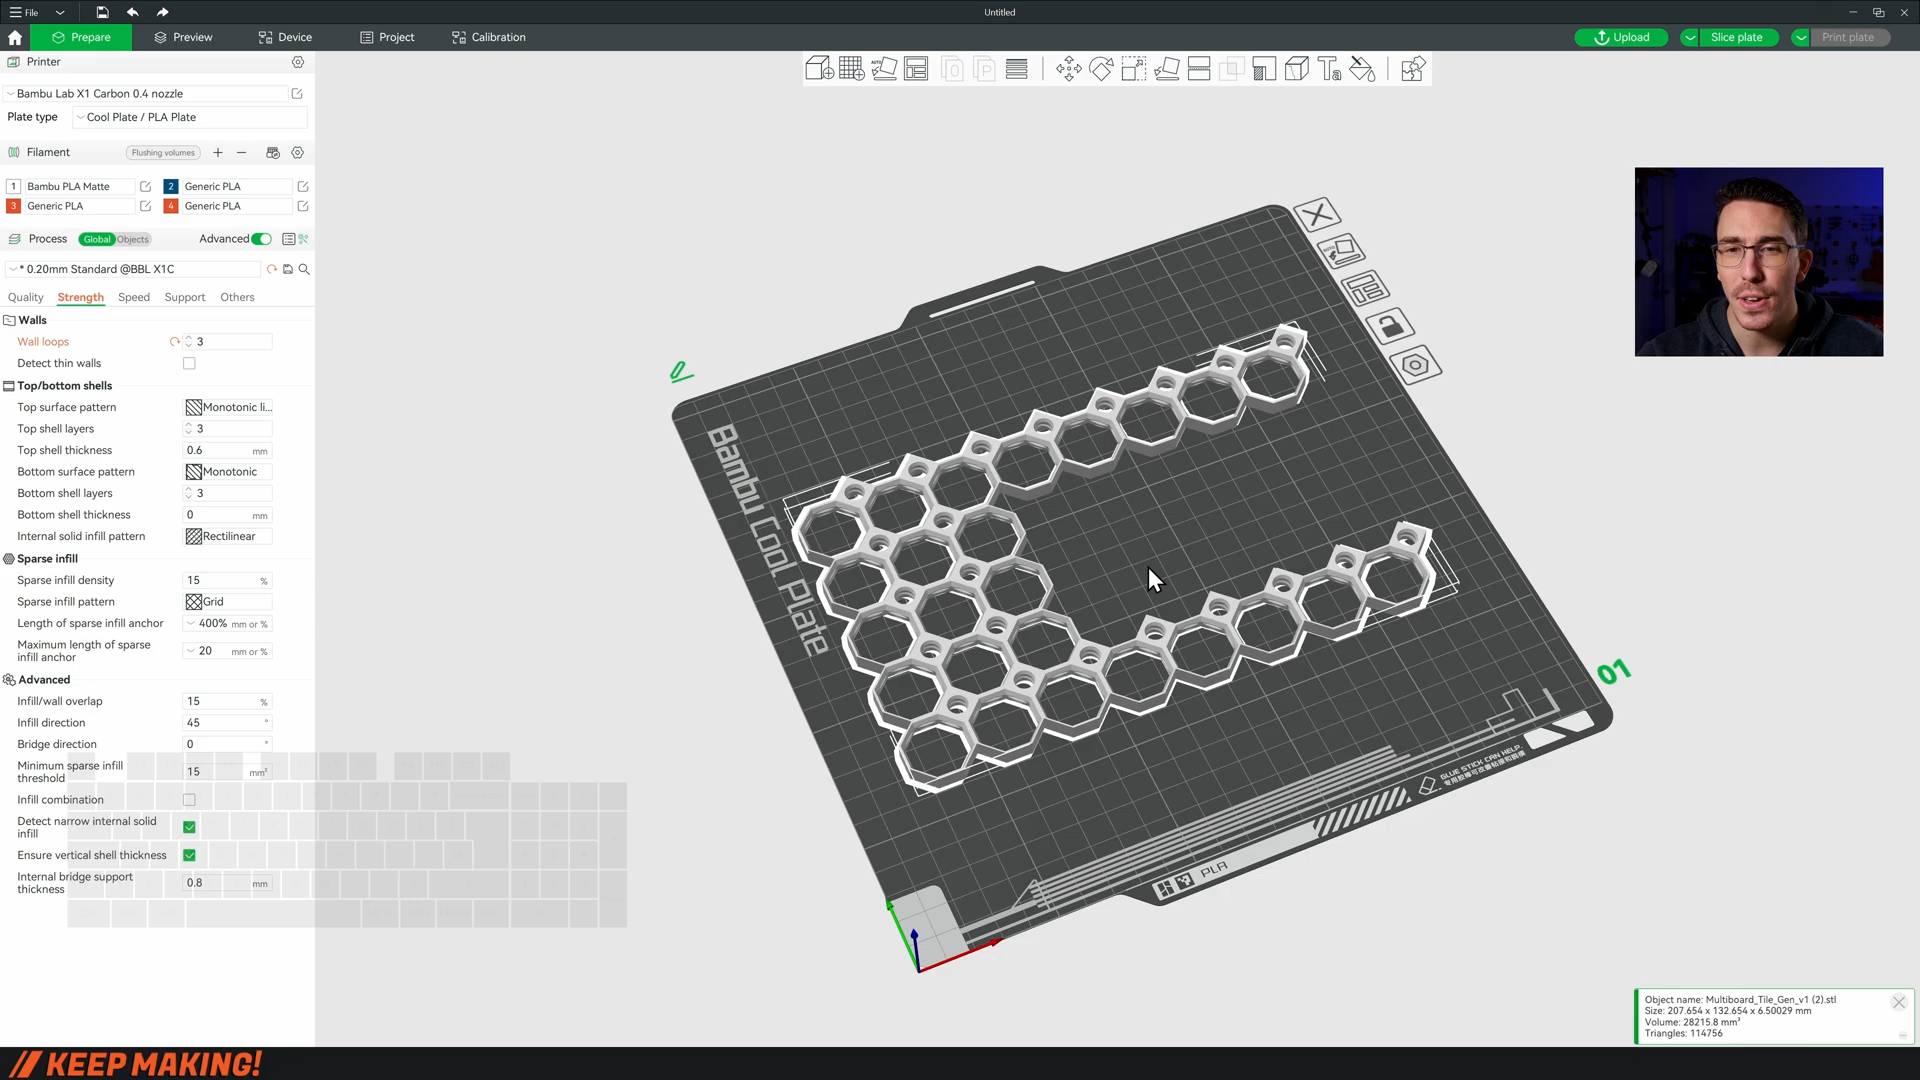 File
Untitled
Prepare
Preview
Device
Project
Calibration
Upload
Slice plate
Print plate
Printer
Bambu Lab X1 Carbon 0.4 nozzle
Plate type
Cool Plate / PLA Plate
Filament
Flushing volumes
1 Bambu PLA Matte
2 Generic PLA
3 Generic PLA
4 Generic PLA
Process
Global
Objects
Advanced
* 0.20mm Standard @BBL X1C
Quality
Strength
Speed
Support
Others
Walls
Wall loops 3
Detect thin walls
Top/bottom shells
Top surface pattern Monotonic li...
Top shell layers 3
Top shell thickness 0.6 mm
Bottom surface pattern Monotonic
Bottom shell layers 3
Bottom shell thickness 0 mm
Internal solid infill pattern Rectilinear
Sparse infill
Sparse infill density 15 %
Sparse infill pattern Grid
Length of sparse infill anchor 400% mm or %
Maximum length of sparse
infill anchor 20 mm or %
Advanced
Infill/wall overlap 15 %
Infill direction 45 °
Bridge direction 0 °
Minimum sparse infill
threshold 15 mm²
Infill combination
Detect narrow internal solid
infill
Ensure vertical shell thickness
Internal bridge support
thickness 0.8 mm
AUTO
Bambu Cool Plate
01
GLUE STICK CAN HELP.
PLA
Object name: Multiboard_Tile_Gen_v1 (2).stl
Size: 207.654 x 132.654 x 6.50029 mm
Volume: 28215.8 mm³
Triangles: 114756
// KEEP MAKING!